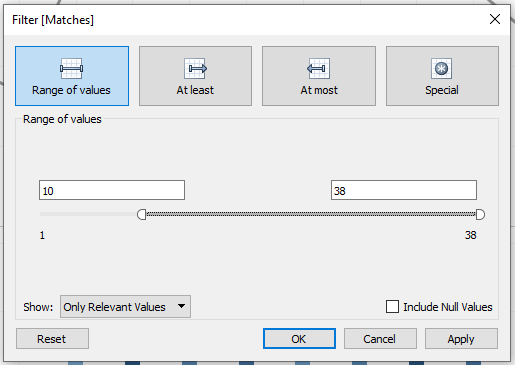 Filter [Matches]
Range of values
At least
At most
Special
Range of values
10
38
1
38
Show: Only Relevant Values
Include Null Values
Reset
OK
Cancel
Apply